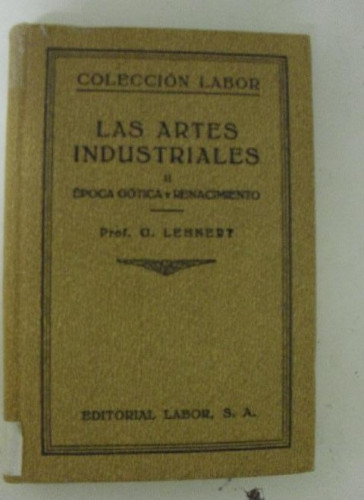 COLECCIÓN LABOR
LAS ARTES
INDUSTRIALES
II
ÉPOCA GÓTICA Y RENACIMIENTO
Prof. G. LEHNERT
EDITORIAL LABOR, S. A.